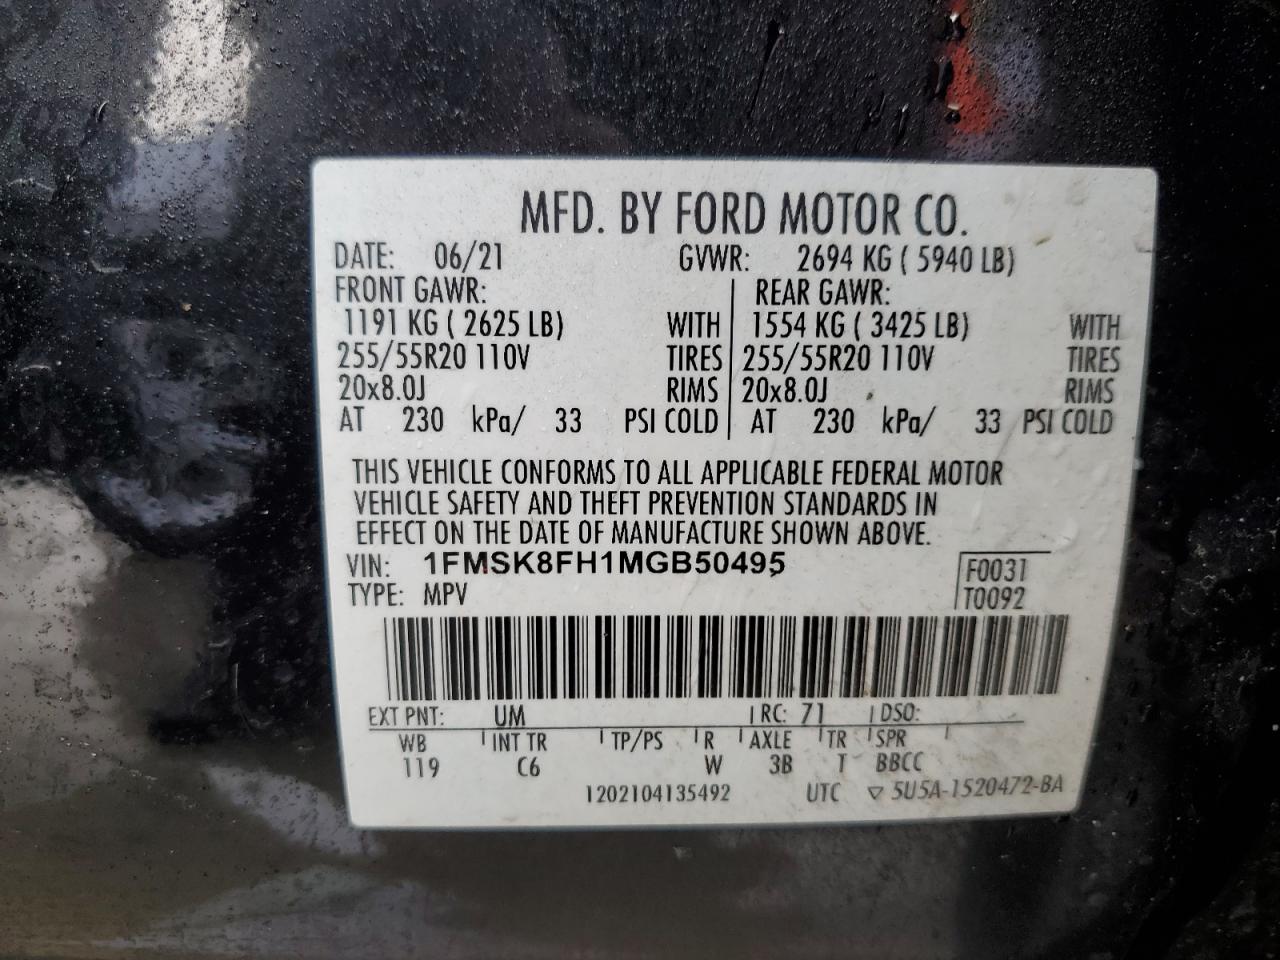 MFD. BY FORD MOTOR CO.
DATE: 06/21 GVWR: 2694 KG ( 5940 LB)
FRONT GAWR: REAR GAWR:
1191 KG ( 2625 LB) WITH 1554 KG ( 3425 LB) WITH
255/55R20 110V TIRES 255/55R20 110V TIRES
20x8.0J RIMS 20x8.0J RIMS
AT 230 kPa/ 33 PSI COLD AT 230 kPa/ 33 PSI COLD
THIS VEHICLE CONFORMS TO ALL APPLICABLE FEDERAL MOTOR
VEHICLE SAFETY AND THEFT PREVENTION STANDARDS IN
EFFECT ON THE DATE OF MANUFACTURE SHOWN ABOVE.
VIN: 1FMSK8FH1MGB50495 F0031
TYPE: MPV T0092
EXT PNT: UM RC: 71 DSO:
WB INT TR TP/PS R AXLE TR SPR
119 C6 W 3B T BBCC
1202104135492 UTC ▽ 5U5A-1520472-BA